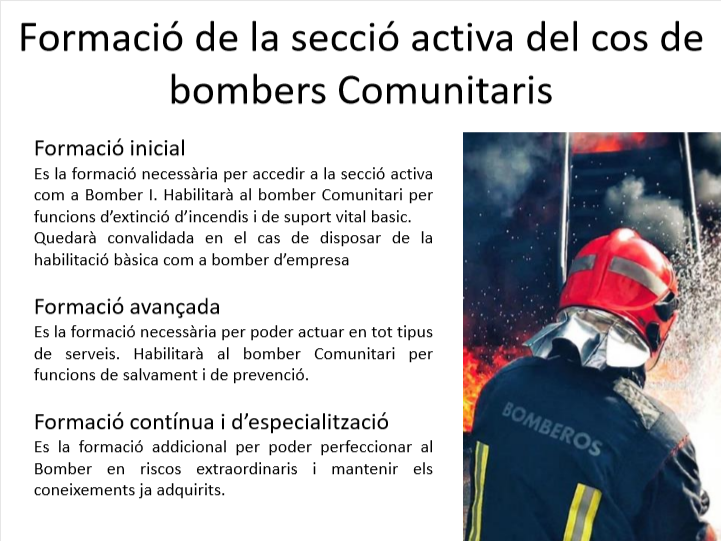 Formació de la secció activa del cos de
bombers Comunitaris
Formació inicial
Es la formació necessària per accedir a la secció activa
com a Bomber I. Habilitarà al bomber Comunitari per
funcions d’extinció d’incendis i de suport vital basic.
Quedarà convalidada en el cas de disposar de la
habilitació bàsica com a bomber d’empresa
Formació avançada
Es la formació necessària per poder actuar en tot tipus
de serveis. Habilitarà al bomber Comunitari per
funcions de salvament i de prevenció.
Formació contínua i d’especialització
Es la formació addicional per poder perfeccionar al
Bomber en riscos extraordinaris i mantenir els
coneixements ja adquirits.
BOMBEROS